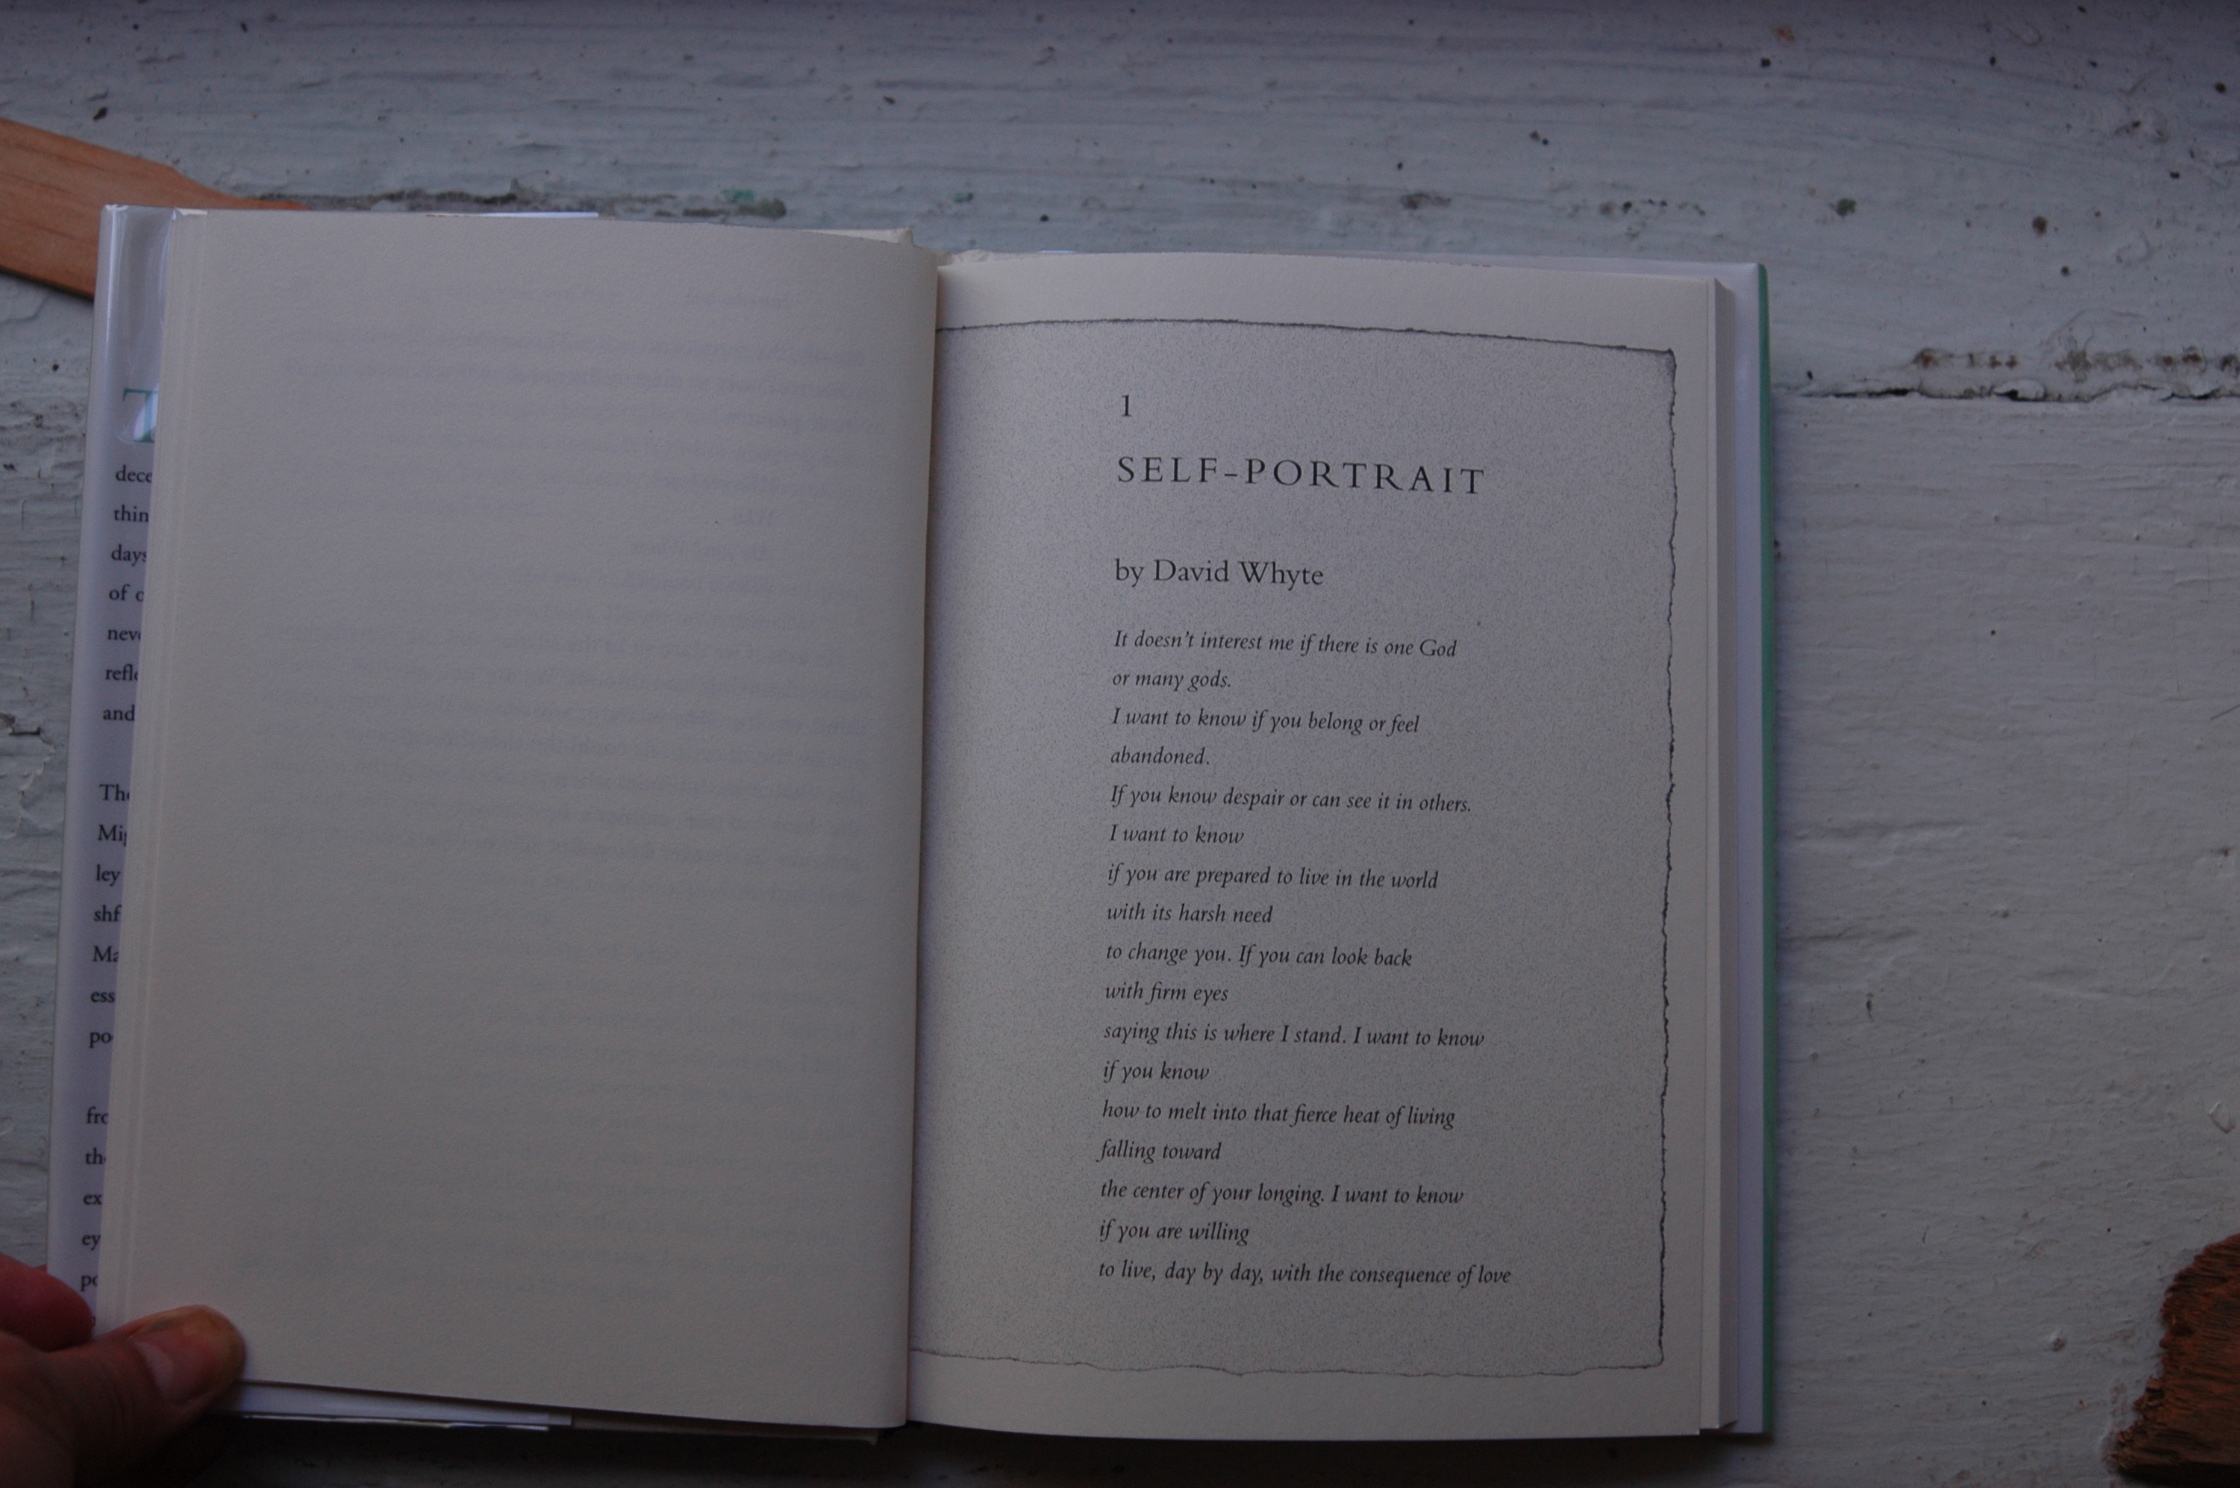 1
SELF-PORTRAIT
by David Whyte
It doesn't interest me if there is one God
or many gods.
I want to know if you belong or feel
abandoned.
If you know despair or can see it in others.
I want to know
if you are prepared to live in the world
with its harsh need
to change you. If you can look back
with firm eyes
saying this is where I stand. I want to know
if you know
how to melt into that fierce heat of living
falling toward
the center of your longing. I want to know
if you are willing
to live, day by day, with the consequence of love
T
dece
thin
days
of c
neve
refle
and
The
Mi
ley
shf
Ma
ess
po
fro
th
ex
ey
po